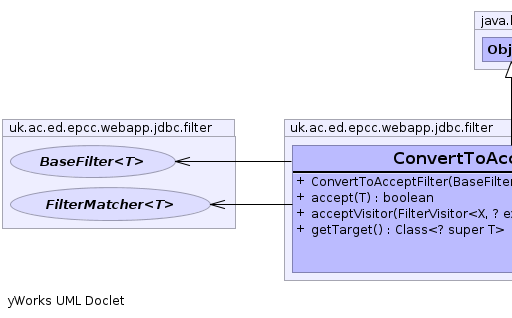 java.l
Obj
uk.ac.ed.epcc.webapp.jdbc.filter
BaseFilter<T>
FilterMatcher<T>
uk.ac.ed.epcc.webapp.jdbc.filter
ConvertToAcc
+ ConvertToAcceptFilter(BaseFilter
+ accept(T) : boolean
+ acceptVisitor(FilterVisitor<X, ? ex
+ getTarget() : Class<? super T>
yWorks UML Doclet